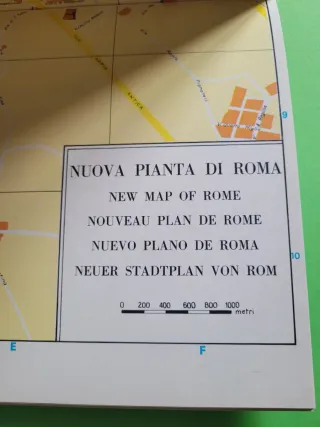 9
NUOVA PIANTA DI ROMA
NEW MAP OF ROME
NOUVEAU PLAN DE ROME
NUEVO PLANO DE ROMA
NEUER STADTPLAN VON ROM
10
0 200 400 600 800 1000
metri
E F